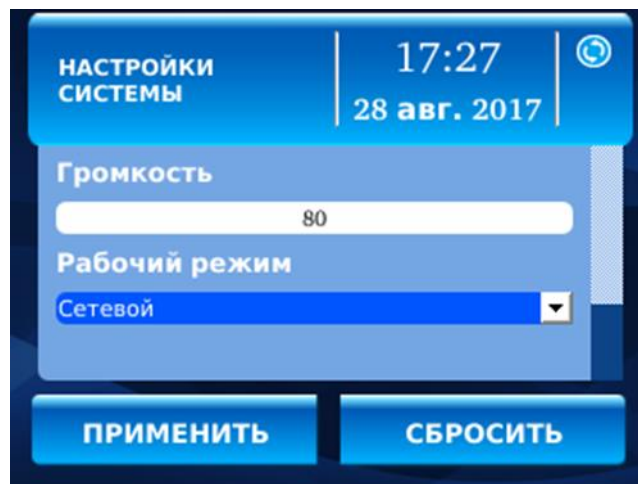 НАСТРОЙКИ
СИСТЕМЫ
17:27
28 авг. 2017
Громкость
80
Рабочий режим
Сетевой
ПРИМЕНИТЬ
СБРОСИТЬ